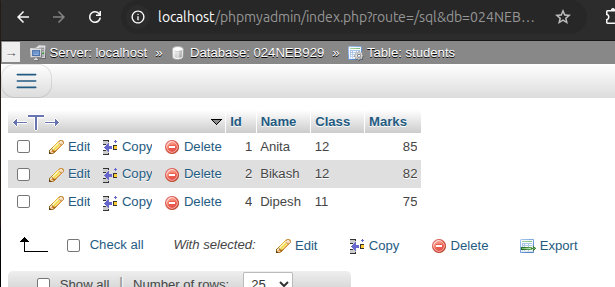 localhost/phpmyadmin/index.php?route=/sql&db=024NEB...
Server: localhost » Database: 024NEB929 » Table: students
Id Name Class Marks
Edit Copy Delete 1 Anita 12 85
Edit Copy Delete 2 Bikash 12 82
Edit Copy Delete 4 Dipesh 11 75
Check all With selected: Edit Copy Delete Export
Show all | Number of rows: 25